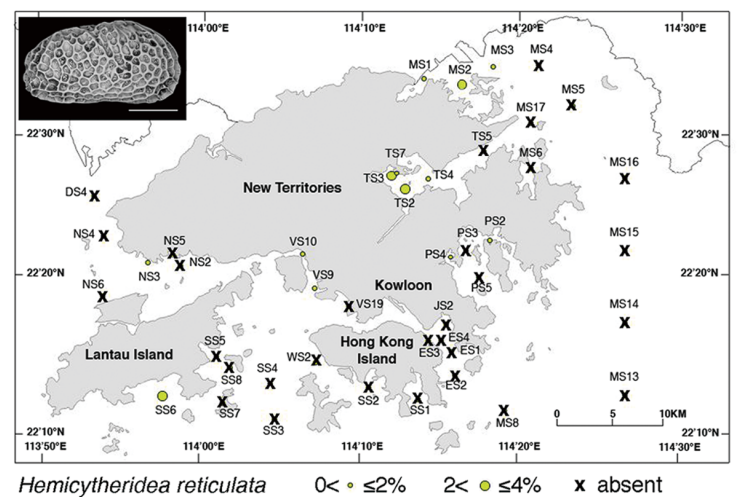 114'00"E 114'10"E 114'20"E 114'30"E
MS3 MS4
MS1 MS2
MS5
MS17
22'30"N TS5 22'30"N
TS7 MS6 MS16
TS3 TS4
New Territories
DS4 TS2
PS2
NS4 NS5 VS10 PS3 MS15
NS3 NS2 PS4
22'20"N VS9 22'20"N
NS6 Kowloon PS5
VS19 JS2 MS14
SS5 Hong Kong ES4
Lantau Island WS2 Island ES3 ES1
SS8 SS4
ES2 MS13
SS6 SS7 SS2 SS1
SS3 MS8 0 5 10KM
22'10"N 22'10"N
113'50"E 114'00"E 114'10"E 114'20"E 114'30"E
Hemicytheridea reticulata 0< ≤2% 2< ≤4% x absent